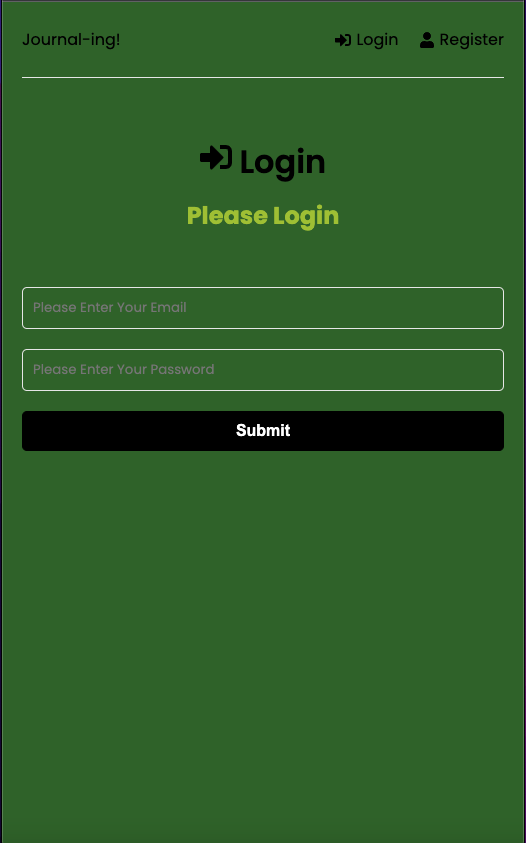 Journal-ing!
Login
Register
Login
Please Login
Please Enter Your Email
Please Enter Your Password
Submit